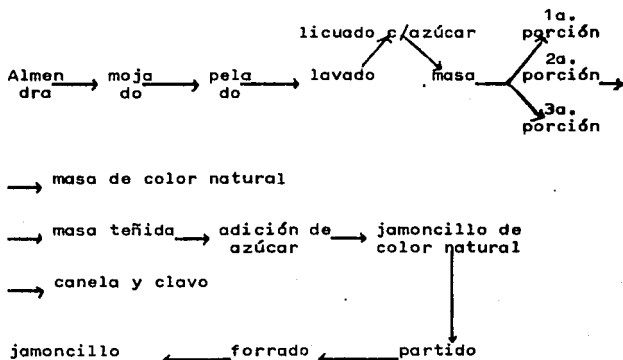 1a.
licuado c/azúcar porción
Almen moja pela lavado masa 2a. porción
dra do do
3a.
porción
masa de color natural
masa teñida adición de jamoncillo de
azúcar color natural
canela y clavo
jamoncillo forrado partido